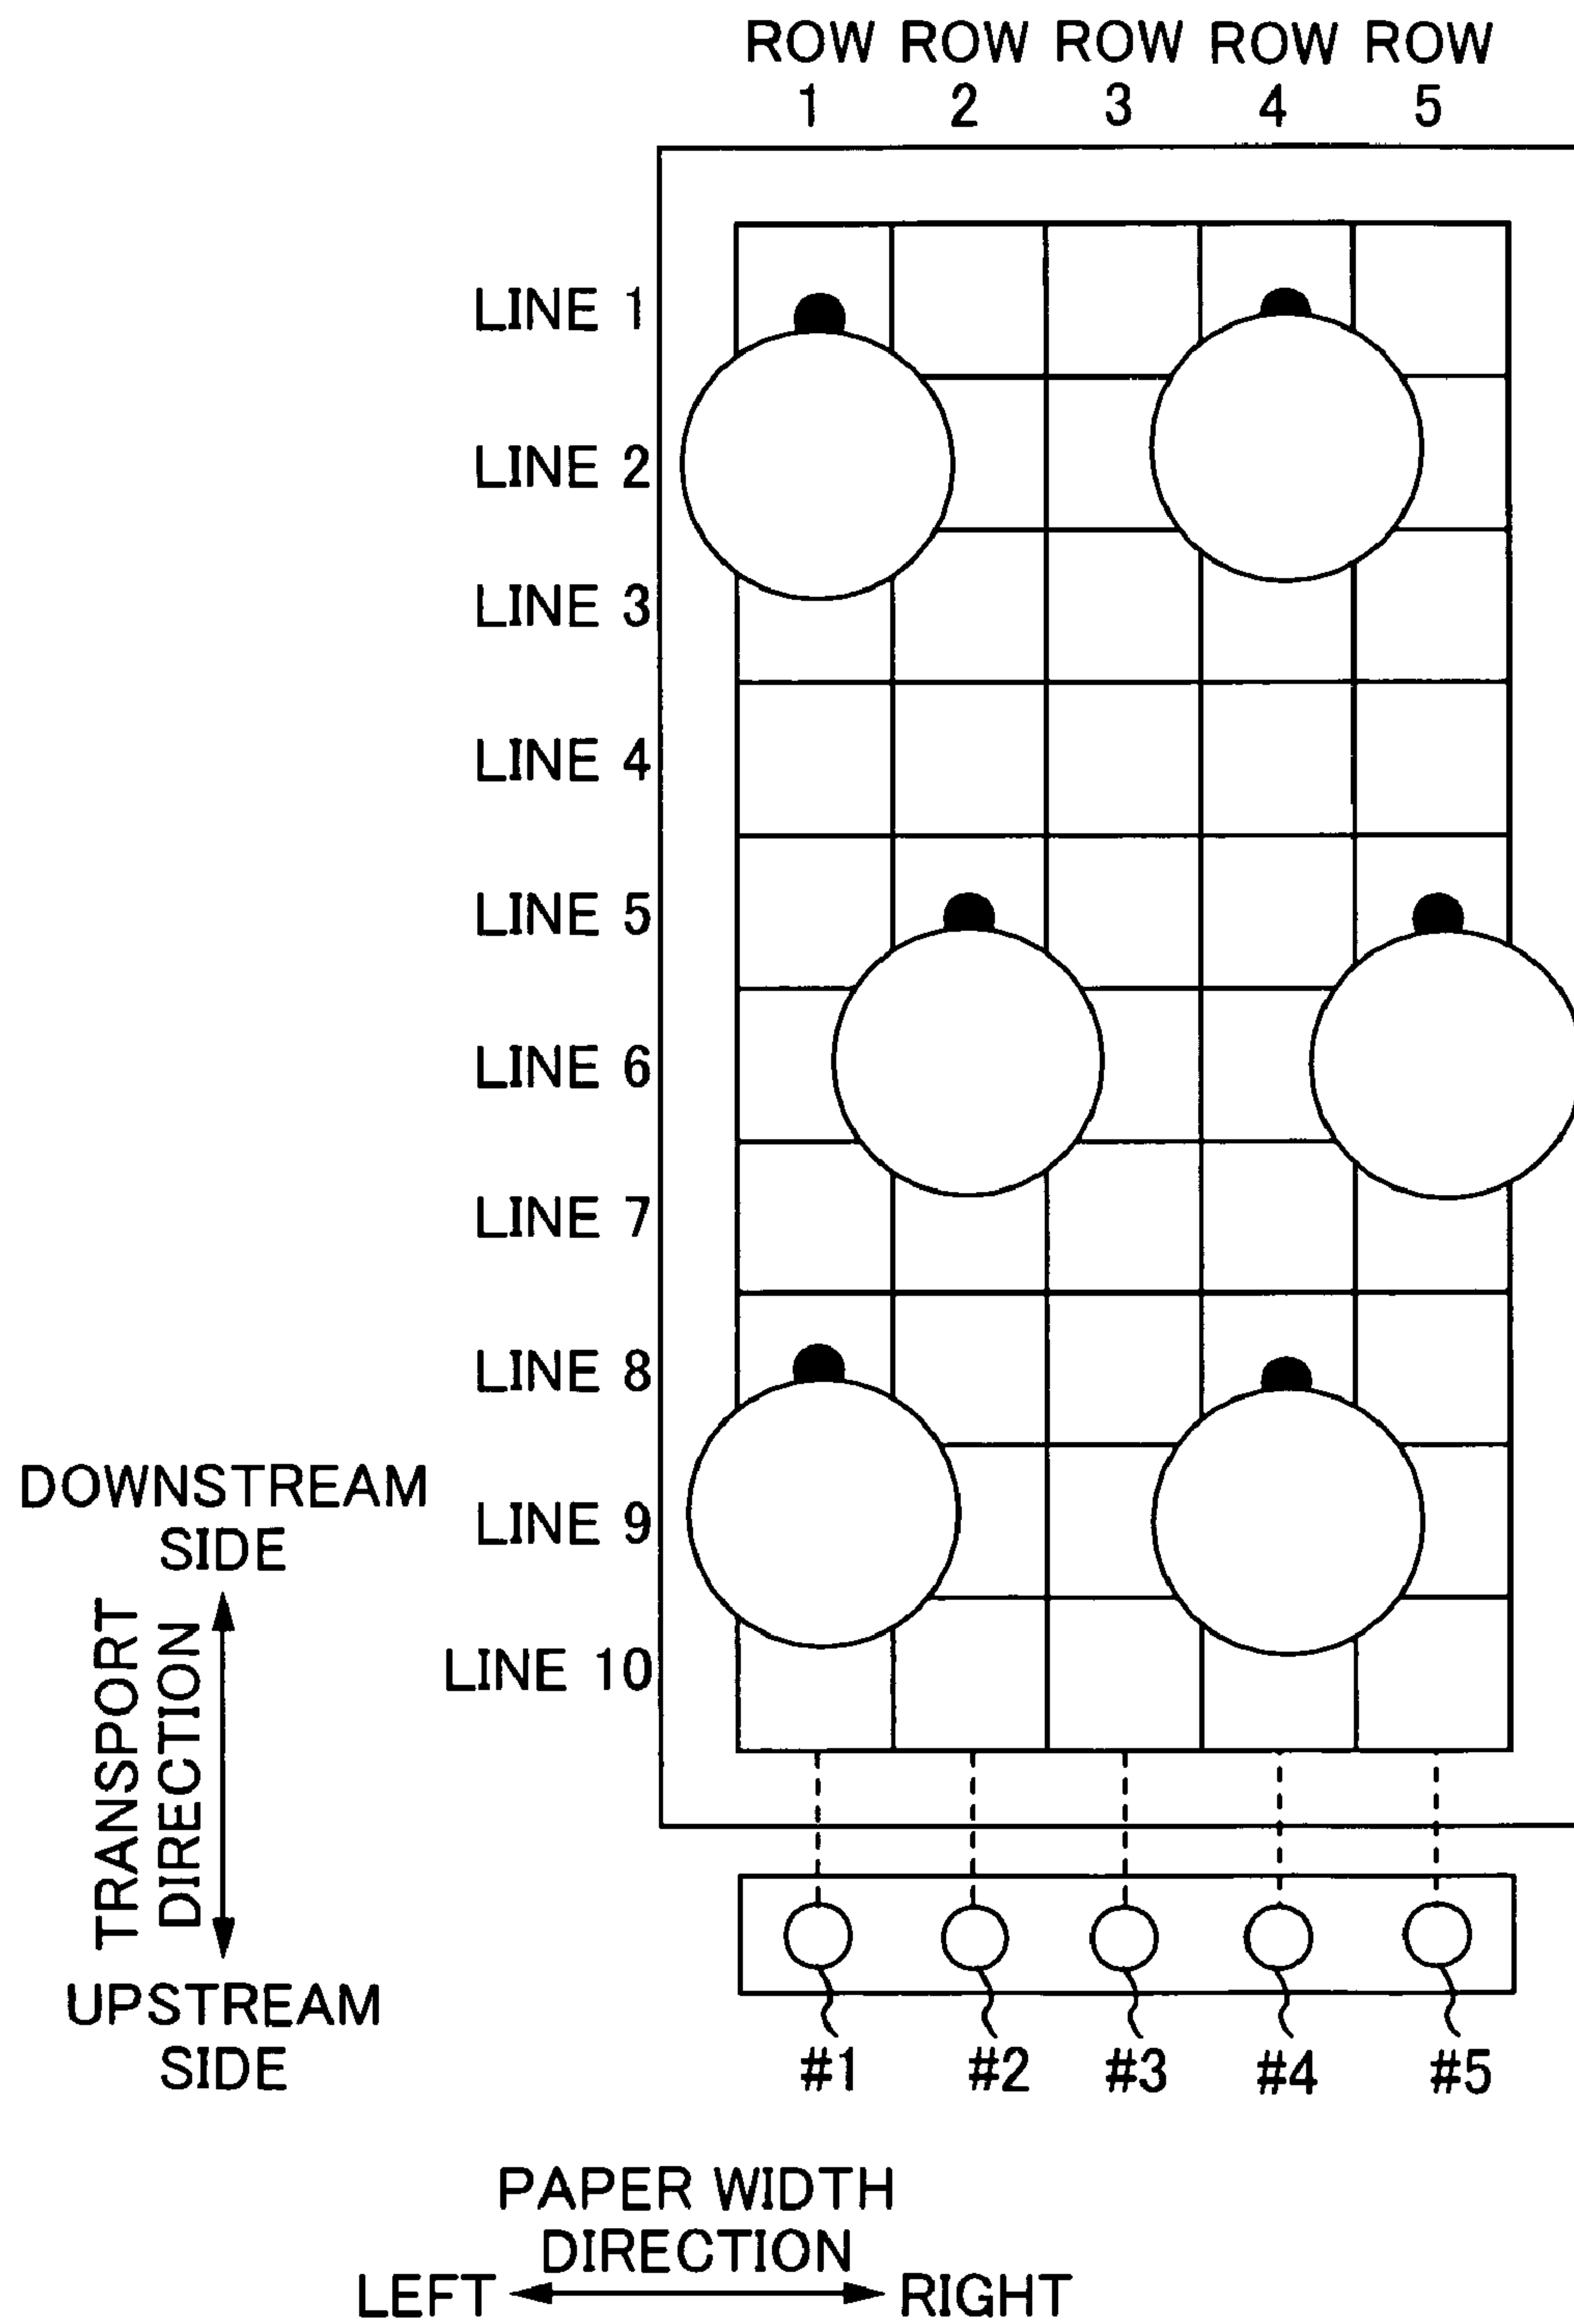 ROW ROW ROW ROW ROW
1 2 3 4 5
LINE 1
LINE 2
LINE 3
LINE 4
LINE 5
LINE 6
LINE 7
LINE 8
LINE 9
LINE 10
DOWNSTREAM
SIDE
TRANSPORT
DIRECTION
UPSTREAM
SIDE
#1 #2 #3 #4 #5
PAPER WIDTH
DIRECTION
LEFT RIGHT